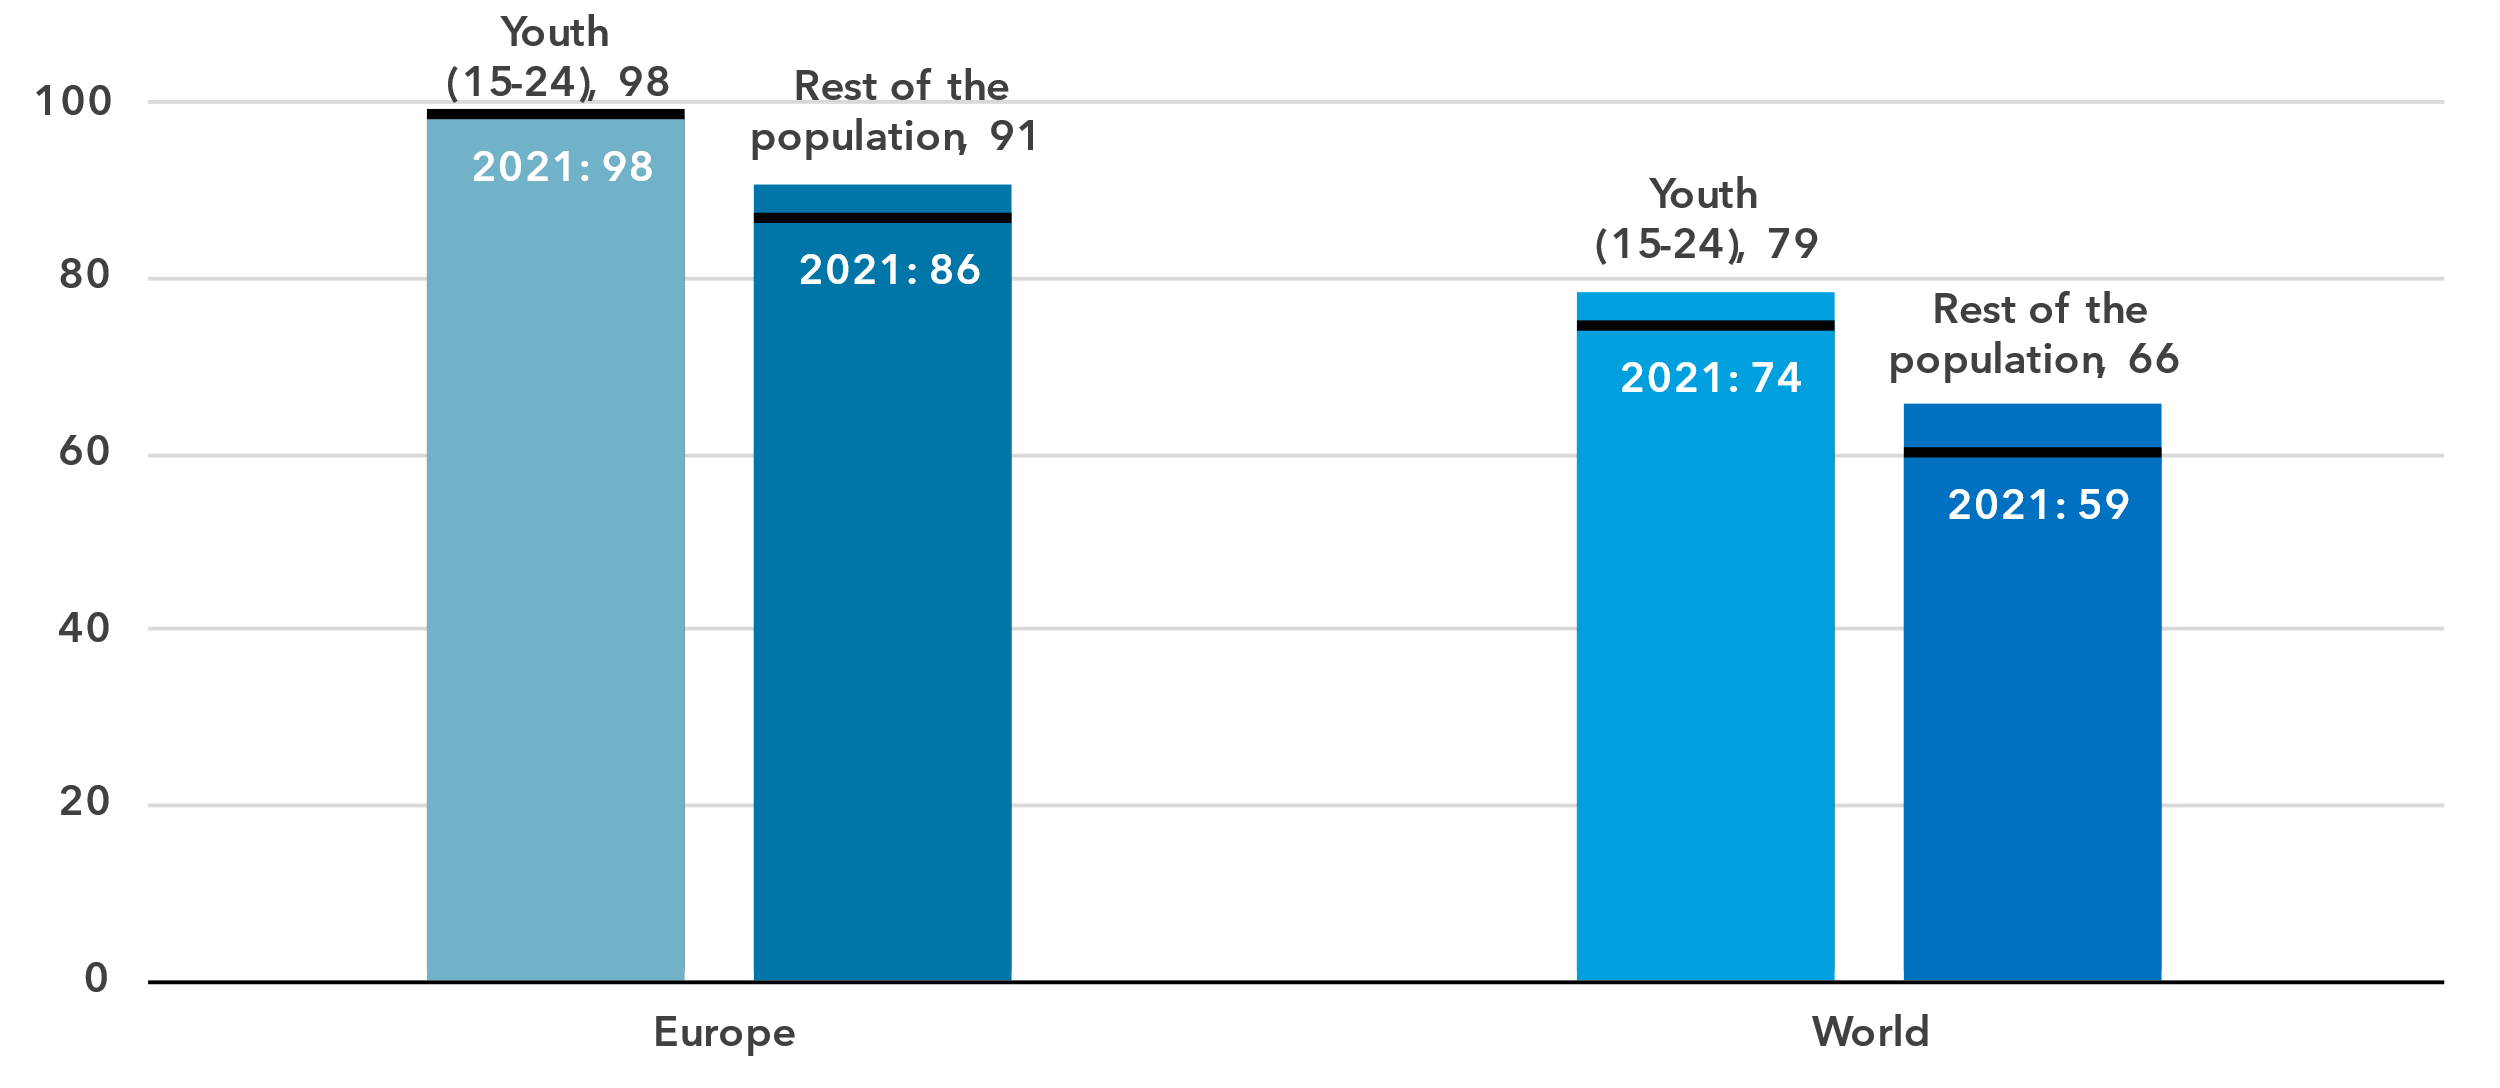 Youth
(15-24), 98
Rest of the
population, 91
Youth
(15-24), 79
Rest of the
population, 66
100
80
60
40
20
0
2021: 98
2021: 86
2021: 74
2021: 59
Europe
World